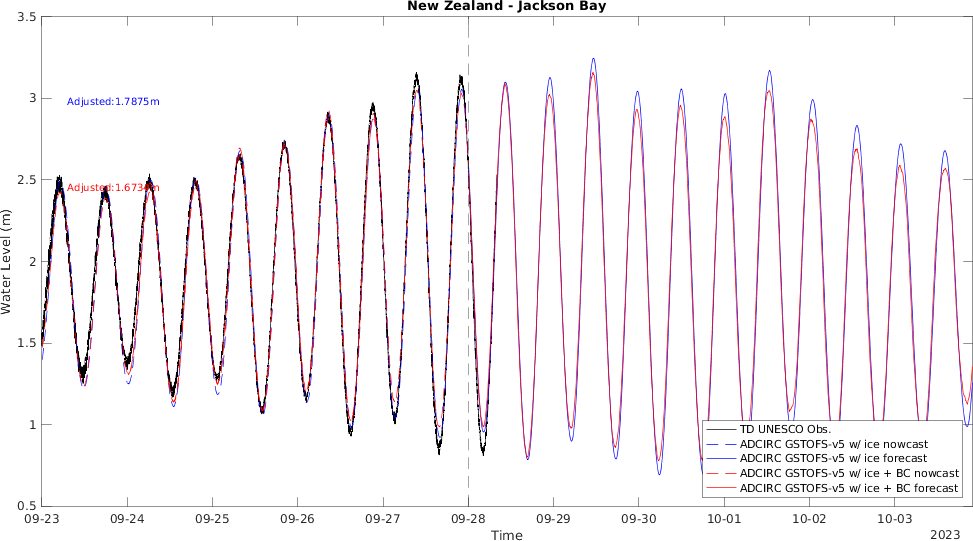 New Zealand - Jackson Bay
3.5
3
2.5
2
1.5
1
0.5
Water Level (m)
Adjusted:1.7875m
Adjusted:1.6734m
TD UNESCO Obs.
ADCIRC GSTOFS-v5 w/ ice nowcast
ADCIRC GSTOFS-v5 w/ ice forecast
ADCIRC GSTOFS-v5 w/ ice + BC nowcast
ADCIRC GSTOFS-v5 w/ ice + BC forecast
09-23 09-24 09-25 09-26 09-27 09-28 09-29 09-30 10-01 10-02 10-03
Time
2023